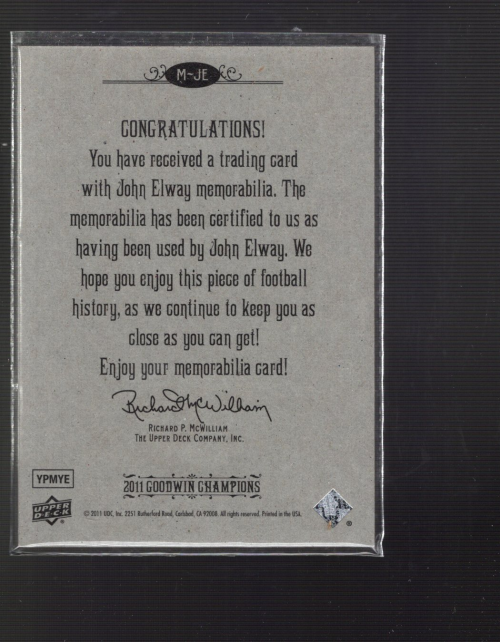 M~JE
CONGRATULATIONS!
You have received a trading card
with John Elway memorabilia. The
memorabilia has been certified to us as
having been used by John Elway. We
hope you enjoy this piece of football
history, as we continue to keep you as
close as you can get!
Enjoy your memorabilia card!
Richard McWilliam
RICHARD P. MCWILLIAM
THE UPPER DECK COMPANY, INC.
YPMYE
2011 GOODWIN CHAMPIONS
UPPER
DECK
®
© 2011 UDC, Inc. 2251 Rutherford Road, Carlsbad, CA 92008. All rights reserved. Printed in the USA.
®